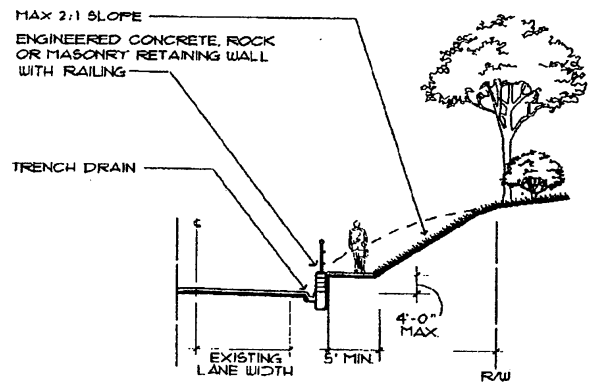 MAX 2:1 SLOPE
ENGINEERED CONCRETE, ROCK
OR MASONRY RETAINING WALL
WITH RAILING
TRENCH DRAIN
℄
4'-0"
MAX.
EXISTING
LANE WIDTH
5' MIN.
R/W